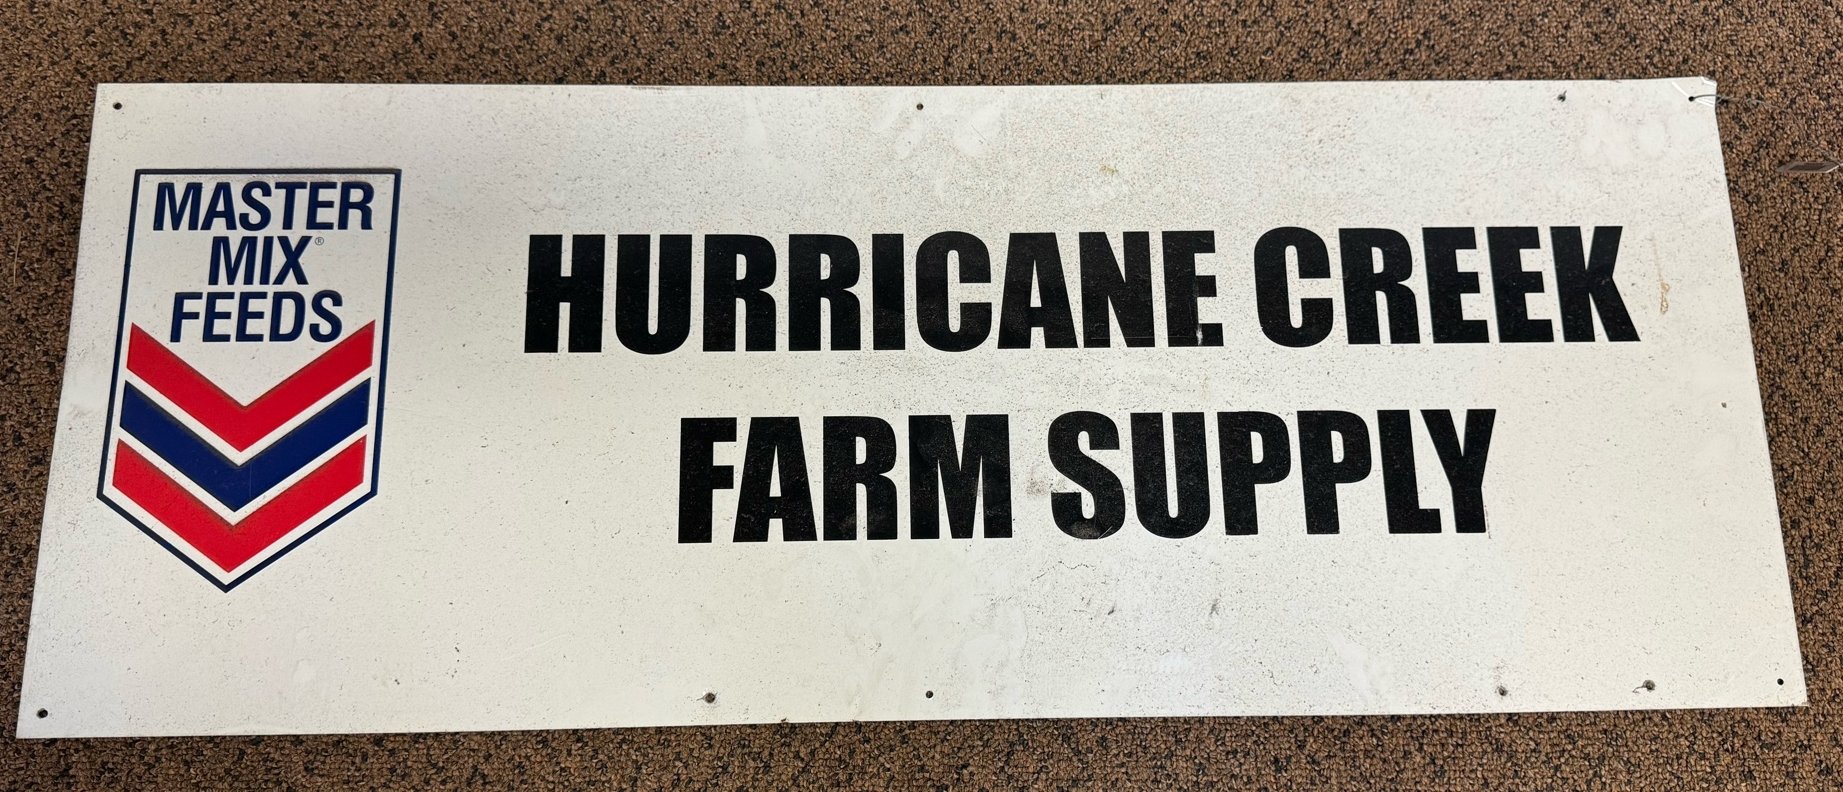 MASTER
MIX®
FEEDS
HURRICANE CREEK
FARM SUPPLY